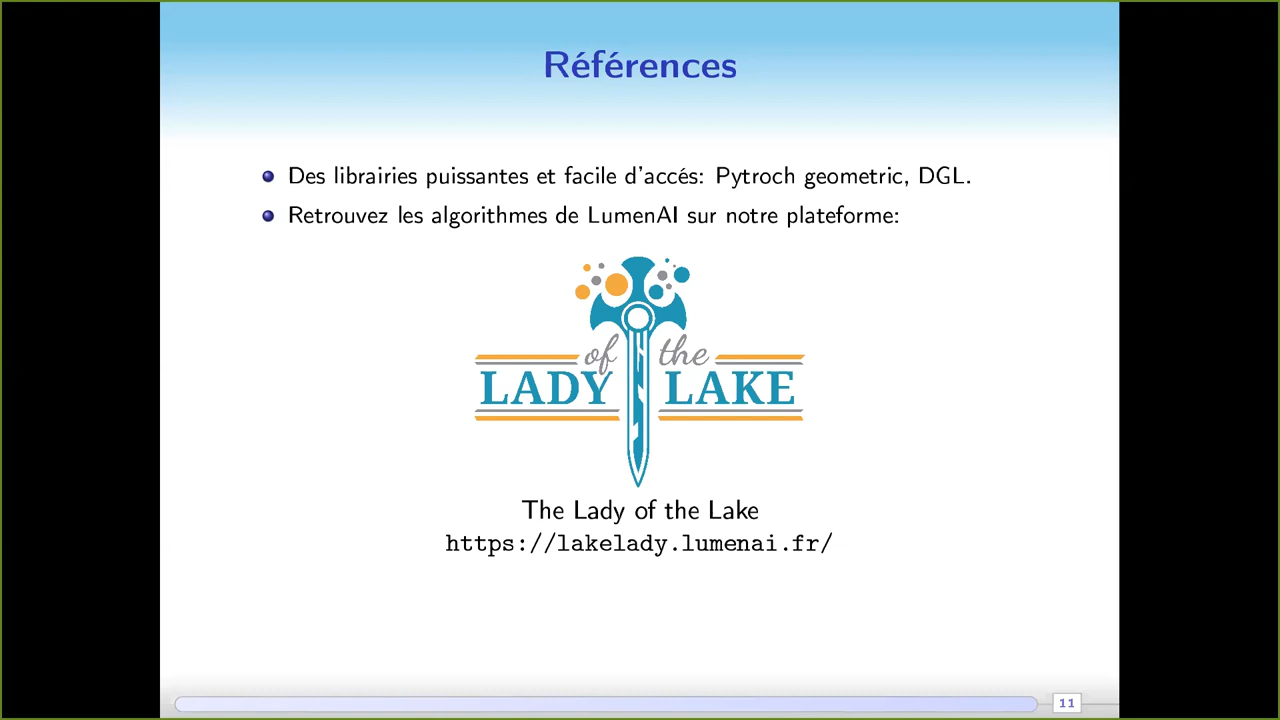 Références
Des librairies puissantes et facile d'accés: Pytroch geometric, DGL.
Retrouvez les algorithmes de LumenAI sur notre plateforme:
of the
LADY LAKE
The Lady of the Lake
https://lakelady.lumenai.fr/
11